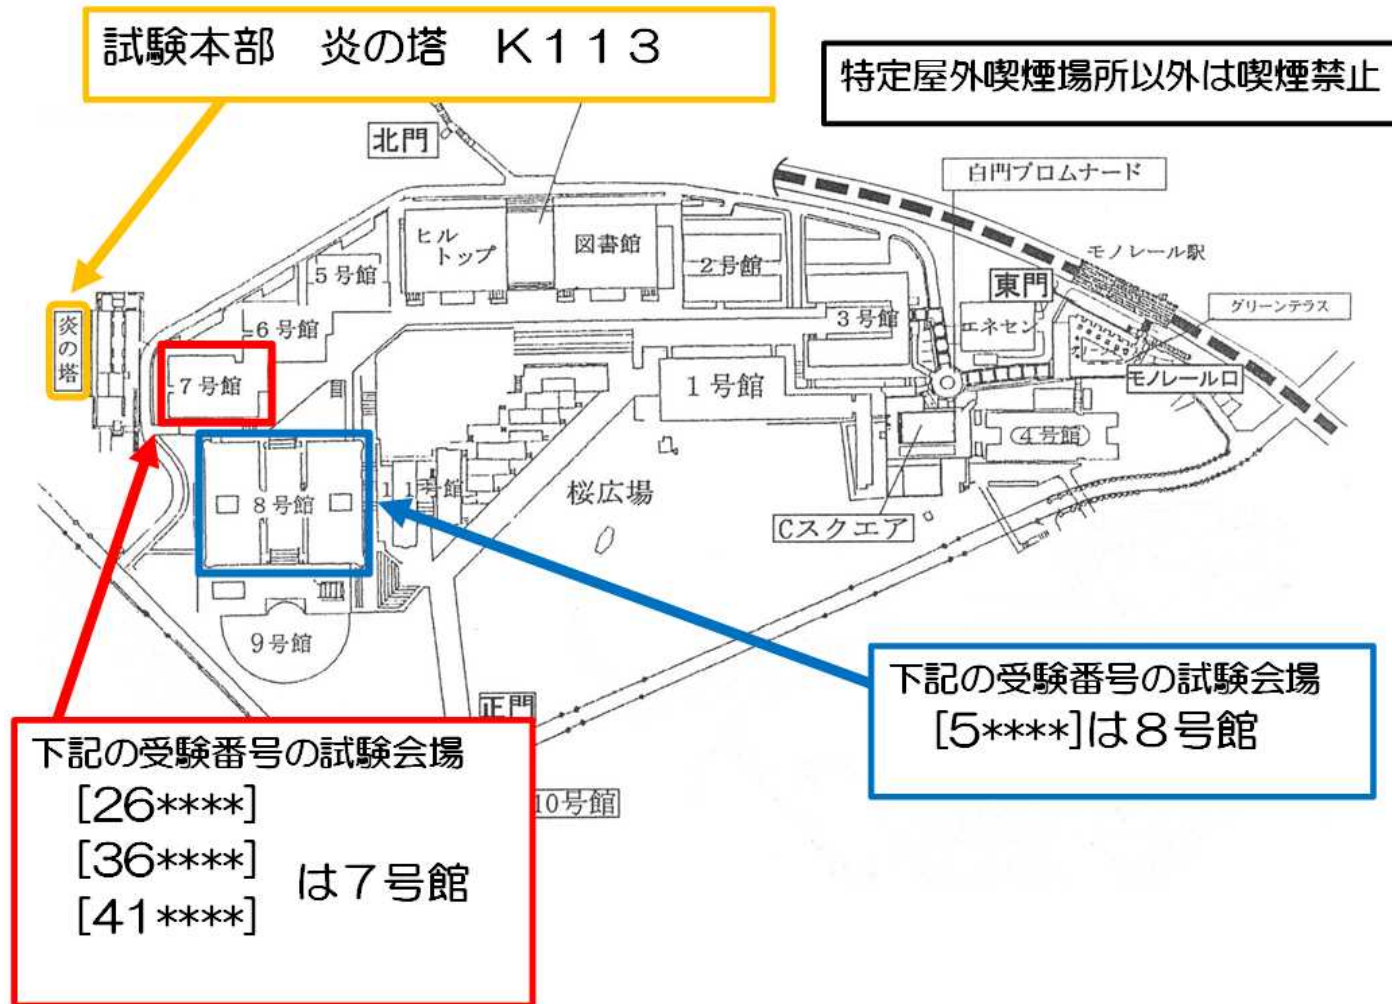 試験本部　炎の塔　K113
特定屋外喫煙場所以外は喫煙禁止
北門
白門プロムナード
モノレール駅
ヒル
トップ
図書館
2号館
5号館
東門
グリーンテラス
炎の塔
6号館
3号館
エネセン
7号館
1号館
モノレール口
4号館
8号館
11号館
桜広場
Cスクエア
9号館
正門
10号館
下記の受験番号の試験会場
[5****]は8号館
下記の受験番号の試験会場
[26****]
[36****]
[41****]
は7号館